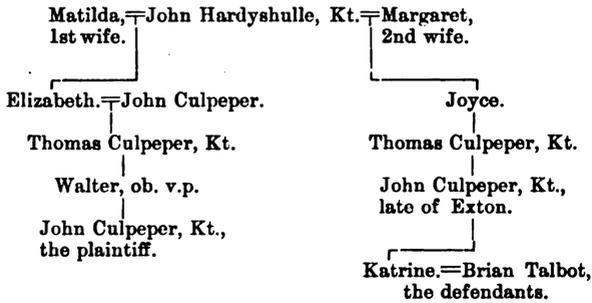 Matilda,=John Hardyshulle, Kt.=Margaret,
1st wife. 2nd wife.
Elizabeth.=John Culpeper. Joyce.
Thomas Culpeper, Kt. Thomas Culpeper, Kt.
Walter, ob. v.p. John Culpeper, Kt.,
late of Exton.
John Culpeper, Kt.,
the plaintiff.
Katrine.=Brian Talbot,
the defendants.